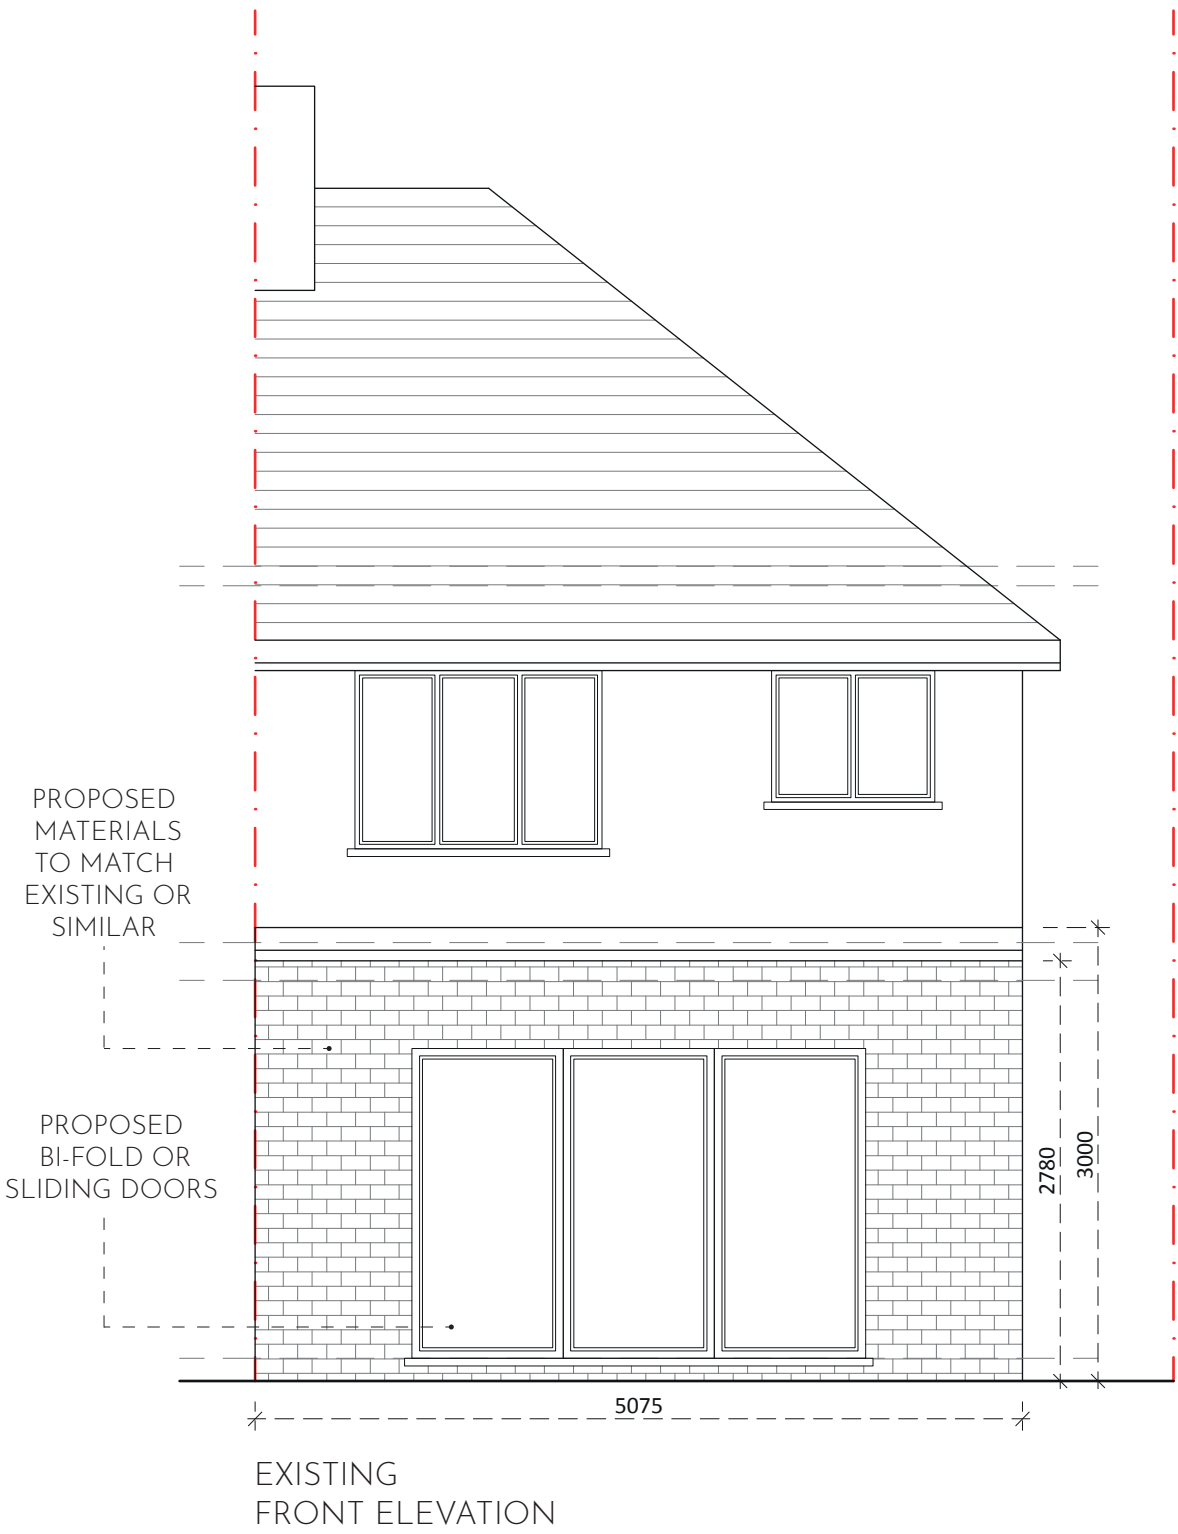 PROPOSED
MATERIALS
TO MATCH
EXISTING OR
SIMILAR
PROPOSED
BI-FOLD OR
SLIDING DOORS
2780
3000
5075
EXISTING
FRONT ELEVATION